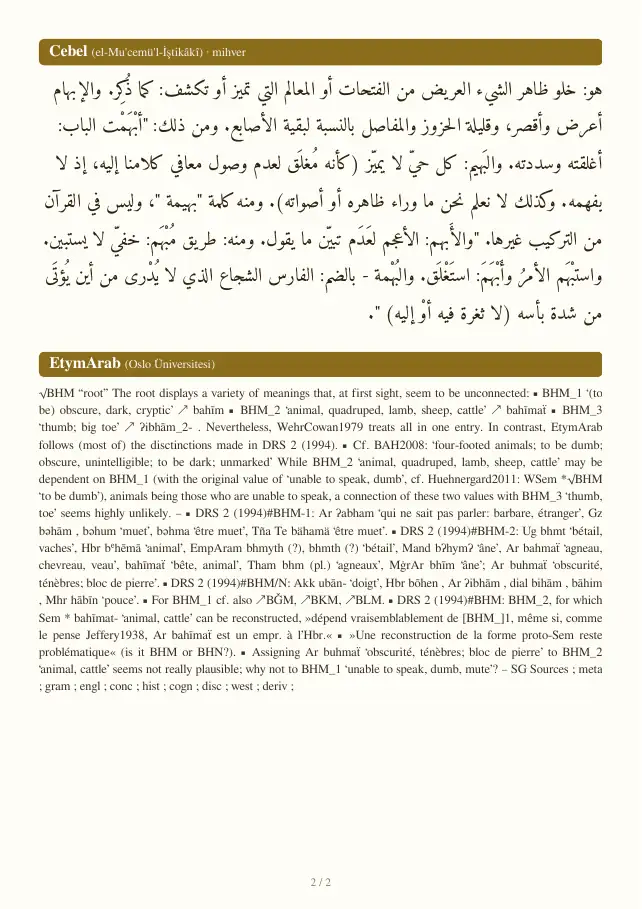 Cebel (el-Mu'cemü'l-İştikâkî) · mihver
هو: خلو ظاهر الشيء العريض من الفتحات أو المعالم التي تميز أو تكشف: كما ذُكِر. والإبهام
أعرض وأقصر، وقليلة الحزوز والمفاصل بالنسبة لبقية الأصابع. ومن ذلك: "أَبْهَمْت الباب:
أغلقته وسددته. والبَهيم: كل حيّ لا يميّز (كأنه مُغلَق لعدم وصول معافي كلامنا إليه، إذ لا
يفهمه. وكذلك لا نعلم نحن ما وراء ظاهره أو أصواته). ومنه كلمة "بهيمة "، وليس في القرآن
من التركيب غيرها. "والأَبهم: الأعجم لعَدَم تبيّن ما يقول. ومنه: طريق مُبْهَم: خفيّ لا يستبين.
واستبْهَم الأمرُ وأَبْهَمَ: استَغْلَق. والبُهْمة - بالضم: الفارس الشجاع الذي لا يُدْرى من أين يُؤتَى
من شدة بأسه (لا ثغرة فيه أوْ إليه) ".
EtymArab (Oslo Üniversitesi)
√BHM “root” The root displays a variety of meanings that, at first sight, seem to be unconnected: ▪ BHM_1 ‘(to
be) obscure, dark, cryptic’ ↗ bahīm ▪ BHM_2 ‘animal, quadruped, lamb, sheep, cattle’ ↗ bahīmaẗ ▪ BHM_3
‘thumb; big toe’ ↗ ʔibhām_2- . Nevertheless, WehrCowan1979 treats all in one entry. In contrast, EtymArab
follows (most of) the disctinctions made in DRS 2 (1994). ▪ Cf. BAH2008: ‘four-footed animals; to be dumb;
obscure, unintelligible; to be dark; unmarked’ While BHM_2 ‘animal, quadruped, lamb, sheep, cattle’ may be
dependent on BHM_1 (with the original value of ‘unable to speak, dumb’, cf. Huehnergard2011: WSem *√BHM
‘to be dumb’), animals being those who are unable to speak, a connection of these two values with BHM_3 ‘thumb,
toe’ seems highly unlikely. – ▪ DRS 2 (1994)#BHM-1: Ar ʔabham ‘qui ne sait pas parler: barbare, étranger’, Gz
bəhām , bəhum ‘muet’, bəhma ‘être muet’, Tña Te bähamä ‘être muet’. ▪ DRS 2 (1994)#BHM-2: Ug bhmt ‘bétail,
vaches’, Hbr bᵉhēmā ‘animal’, EmpAram bhmyth (?), bhmth (?) ‘bétail’, Mand bʔhymʔ ‘âne’, Ar bahmaẗ ‘agneau,
chevreau, veau’, bahīmaẗ ‘bête, animal’, Tham bhm (pl.) ‘agneaux’, MġrAr bhīm ‘âne’; Ar buhmaẗ ‘obscurité,
ténèbres; bloc de pierre’. ▪ DRS 2 (1994)#BHM/N: Akk ubān- ‘doigt’, Hbr bōhen , Ar ʔibhām , dial bihām , bāhim
, Mhr hābīn ‘pouce’. ▪ For BHM_1 cf. also ↗BǦM, ↗BKM, ↗BLM. ▪ DRS 2 (1994)#BHM: BHM_2, for which
Sem * bahīmat- ‘animal, cattle’ can be reconstructed, »dépend vraisemblablement de [BHM_]1, même si, comme
le pense Jeffery1938, Ar bahīmaẗ est un empr. à l’Hbr.« ▪ »Une reconstruction de la forme proto-Sem reste
problématique« (is it BHM or BHN?). ▪ Assigning Ar buhmaẗ ‘obscurité, ténèbres; bloc de pierre’ to BHM_2
‘animal, cattle’ seems not really plausible; why not to BHM_1 ‘unable to speak, dumb, mute’? – SG Sources ; meta
; gram ; engl ; conc ; hist ; cogn ; disc ; west ; deriv ;
2 / 2